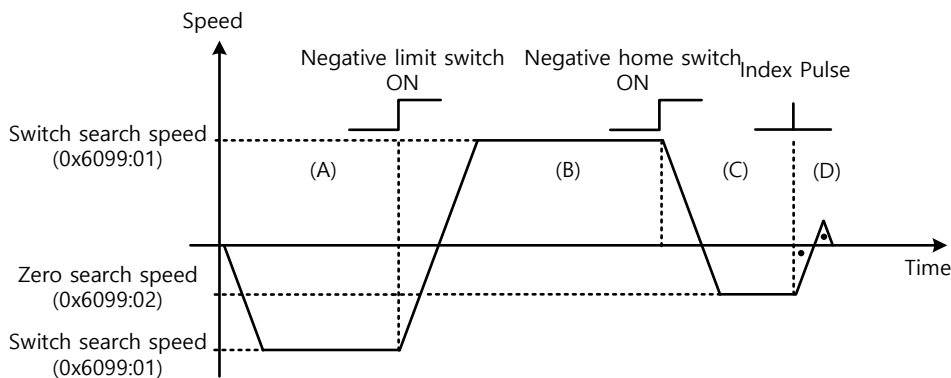 Speed
Negative limit switch
ON
Negative home switch
ON
Index Pulse
Switch search speed
(0x6099:01)
(A)
(B)
(C)
(D)
Time
Zero search speed
(0x6099:02)
Switch search speed
(0x6099:01)